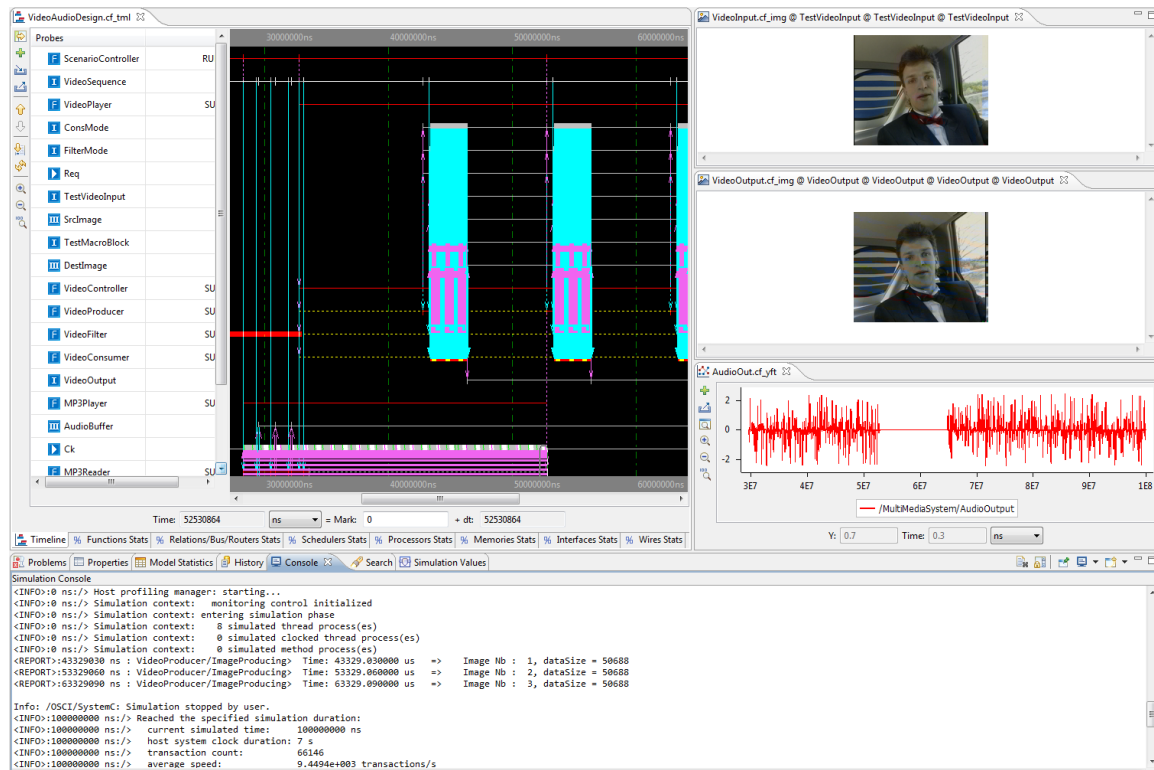 VideoAudioDesign.cf_tml
Probes
ScenarioController RU
VideoSequence
VideoPlayer SU
ConsMode
FilterMode
Req
TestVideoInput
SrcImage
TestMacroBlock
DestImage
VideoController SU
VideoProducer SU
VideoFilter SU
VideoConsumer SU
VideoOutput
MP3Player SU
AudioBuffer
Ck
MP3Reader SU
30000000ns 40000000ns 50000000ns 60000000ns
30000000ns 40000000ns 50000000ns 60000000ns
Time: 52530864 ns = Mark: 0 + dt: 52530864
Timeline % Functions Stats % Relations/Bus/Routers Stats % Schedulers Stats % Processors Stats % Memories Stats % Interfaces Stats % Wires Stats
VideoInput.cf_img @ TestVideoInput @ TestVideoInput @ TestVideoInput
VideoOutput.cf_img @ VideoOutput @ VideoOutput @ VideoOutput @ VideoOutput
AudioOut.cf_yft
2
0
-2
3E7 4E7 5E7 6E7 7E7 8E7 9E7 1E8
/MultiMediaSystem/AudioOutput
Y: 0.7 Time: 0.3 ns
Problems Properties Model Statistics History Console Search Simulation Values
Simulation Console
<INFO>:0 ns:/> Host profiling manager: starting...
<INFO>:0 ns:/> Simulation context: monitoring control initialized
<INFO>:0 ns:/> Simulation context: entering simulation phase
<INFO>:0 ns:/> Simulation context: 8 simulated thread process(es)
<INFO>:0 ns:/> Simulation context: 0 simulated clocked thread process(es)
<INFO>:0 ns:/> Simulation context: 0 simulated method process(es)
<REPORT>:43329030 ns : VideoProducer/ImageProducing> Time: 43329.030000 us => Image Nb : 1, dataSize = 50688
<REPORT>:53329060 ns : VideoProducer/ImageProducing> Time: 53329.060000 us => Image Nb : 2, dataSize = 50688
<REPORT>:63329090 ns : VideoProducer/ImageProducing> Time: 63329.090000 us => Image Nb : 3, dataSize = 50688
Info: /OSCI/SystemC: Simulation stopped by user.
<INFO>:100000000 ns:/> Reached the specified simulation duration:
<INFO>:100000000 ns:/> current simulated time: 100000000 ns
<INFO>:100000000 ns:/> host system clock duration: 7 s
<INFO>:100000000 ns:/> transaction count: 66146
<INFO>:100000000 ns:/> average speed: 9.4494e+003 transactions/s